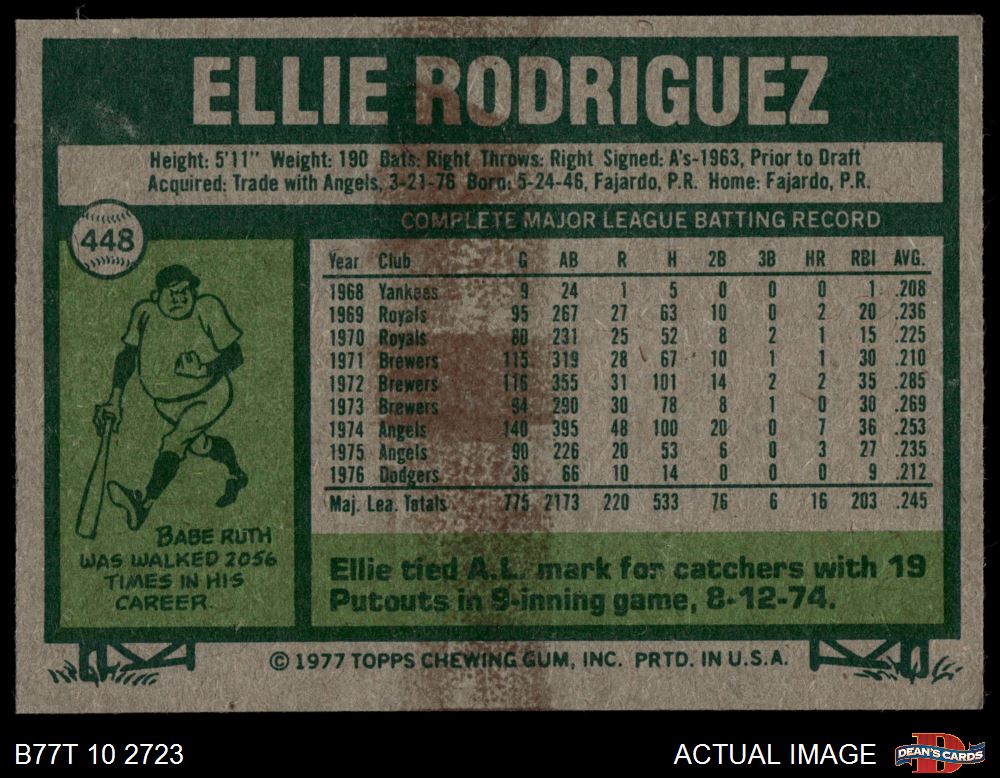 ELLIE RODRIGUEZ
Height: 5'11" Weight: 190 Bats: Right Throws: Right Signed: A's-1963, Prior to Draft
Acquired: Trade with Angels, 3-21-76 Born: 5-24-46, Fajardo, P.R. Home: Fajardo, P.R.
448
COMPLETE MAJOR LEAGUE BATTING RECORD
Year Club G AB R H 2B 3B HR RBI AVG.
1968 Yankees 9 24 1 5 0 0 0 1 .208
1969 Royals 95 267 27 63 10 0 2 20 .236
1970 Royals 80 231 25 52 8 2 1 15 .225
1971 Brewers 115 319 28 67 10 1 1 30 .210
1972 Brewers 116 355 31 101 14 2 2 35 .285
1973 Brewers 94 290 30 78 8 1 0 30 .269
1974 Angels 140 395 48 100 20 0 7 36 .253
1975 Angels 90 226 20 53 6 0 3 27 .235
1976 Dodgers 36 66 10 14 0 0 0 9 .212
Maj. Lea. Totals 775 2173 220 533 76 6 16 203 .245
BABE RUTH
WAS WALKED 2056
TIMES IN HIS
CAREER.
Ellie tied A.L. mark for catchers with 19
Putouts in 9-inning game, 8-12-74.
© 1977 TOPPS CHEWING GUM, INC. PRTD. IN U.S.A.
B77T 10 2723
ACTUAL IMAGE
DEAN'S CARDS